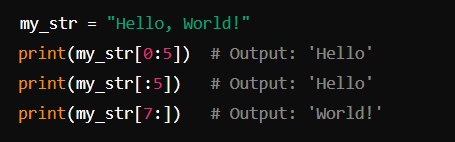 my_str = "Hello, World!"
print(my_str[0:5])  # Output: 'Hello'
print(my_str[:5])   # Output: 'Hello'
print(my_str[7:])   # Output: 'World!'